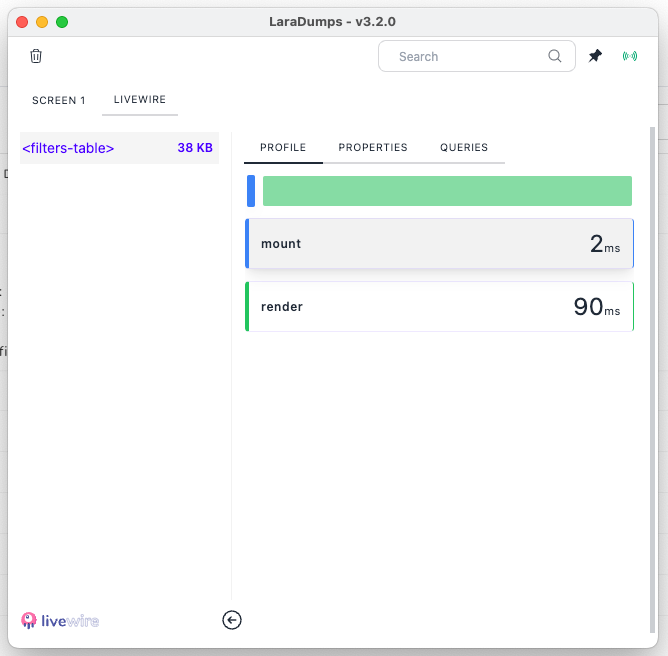 LaraDumps - v3.2.0
Search
SCREEN 1 LIVEWIRE
<filters-table> 38 KB
PROFILE PROPERTIES QUERIES
mount 2ms
render 90ms
livewire